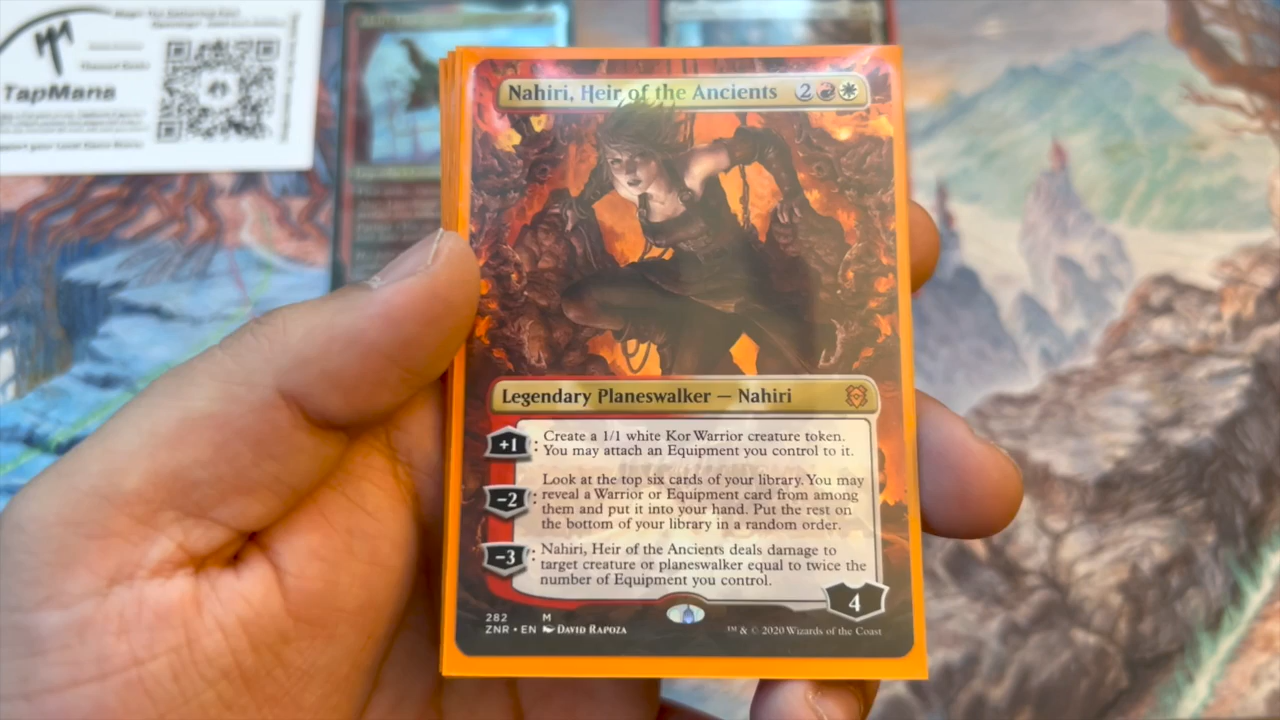 TapMana
Nahiri, Heir of the Ancients 2
Legendary Planeswalker — Nahiri
+1 : Create a 1/1 white Kor Warrior creature token.
You may attach an Equipment you control to it.
−2 : Look at the top six cards of your library. You may
reveal a Warrior or Equipment card from among
them and put it into your hand. Put the rest on
the bottom of your library in a random order.
−3 : Nahiri, Heir of the Ancients deals damage to
target creature or planeswalker equal to twice the
number of Equipment you control.
4
282 M
ZNR • EN DAVID RAPOZA
™ & © 2020 Wizards of the Coast